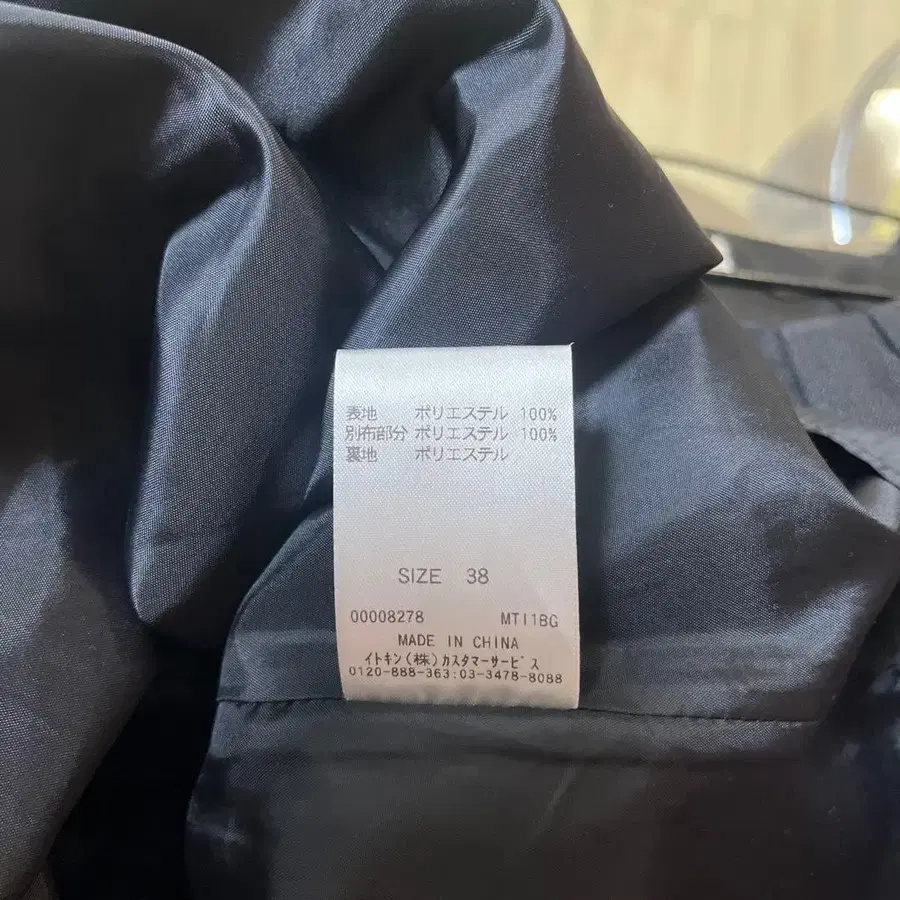 表地 ポリエステル 100%
別布部分 ポリエステル 100%
裏地 ポリエステル
SIZE 38
00008278 MTI1BG
MADE IN CHINA
イトキン(株)カスタマーサービス
0120-888-363:03-3478-8088